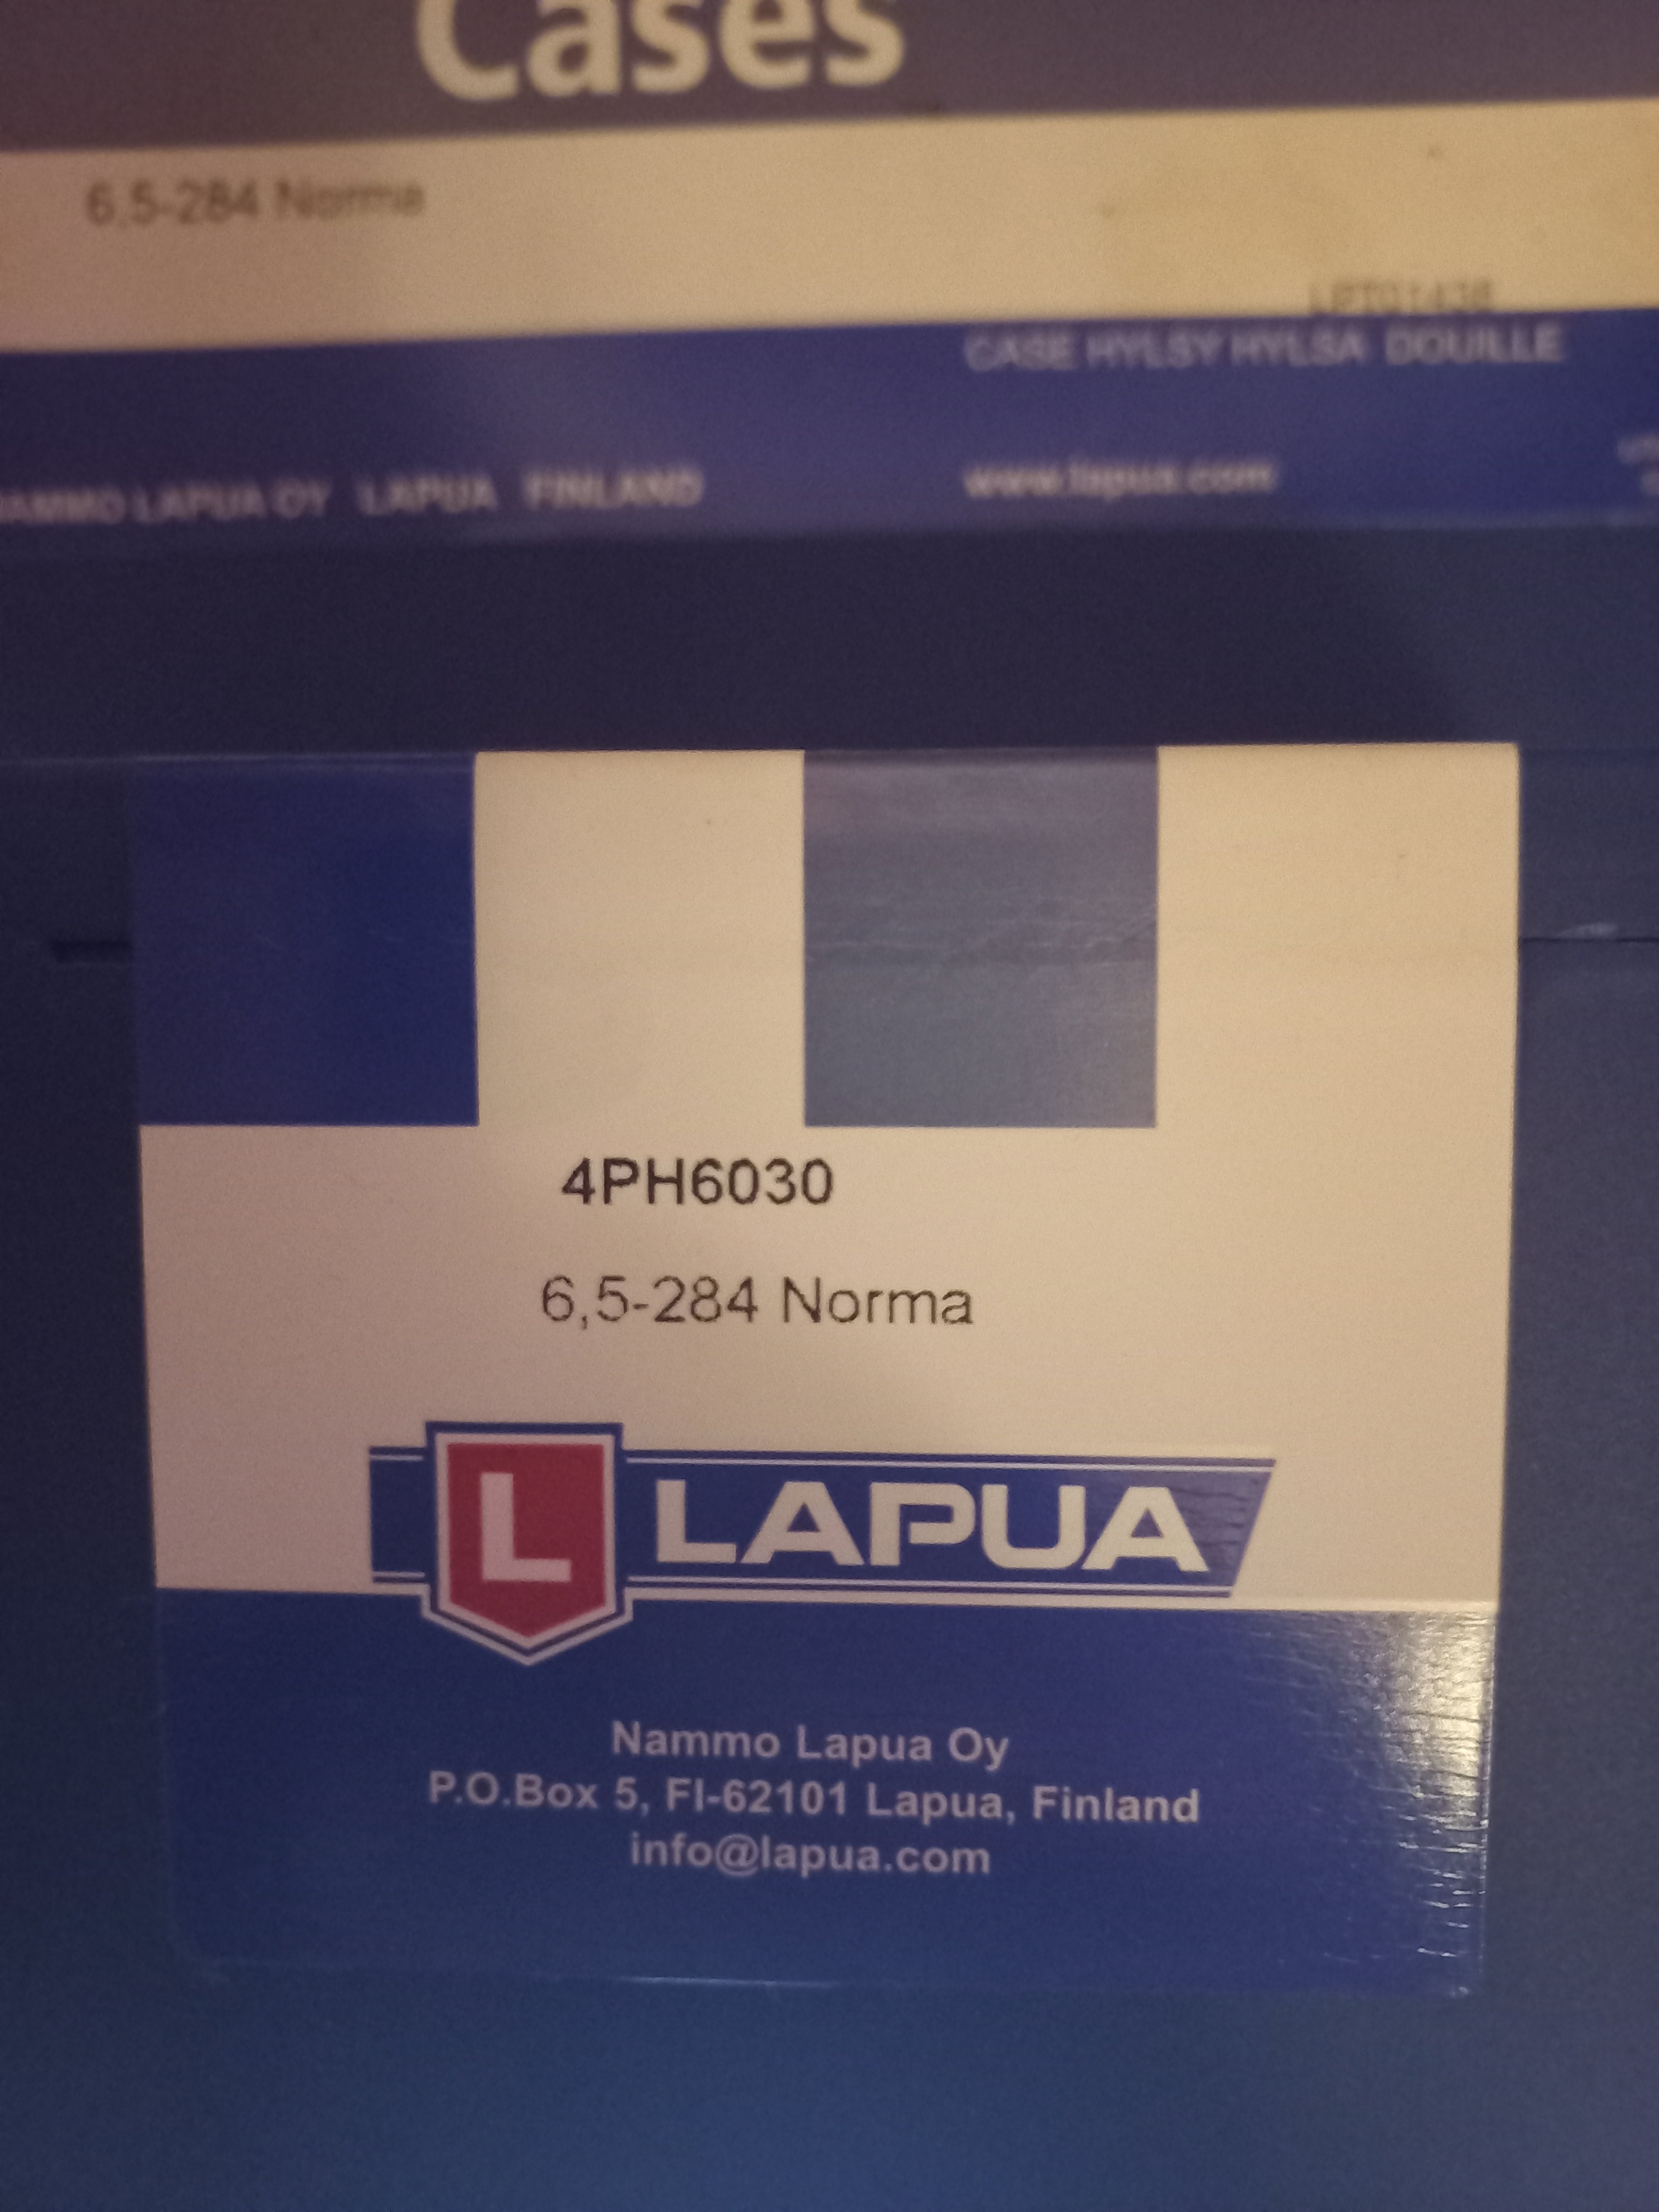 Cases
6,5-284 Norma
CASE HYLSY HYLSA DOUILLE
NAMMO LAPUA OY LAPUA FINLAND
www.lapua.com
4PH6030
6,5-284 Norma
L LAPUA
Nammo Lapua Oy
P.O.Box 5, FI-62101 Lapua, Finland
info@lapua.com